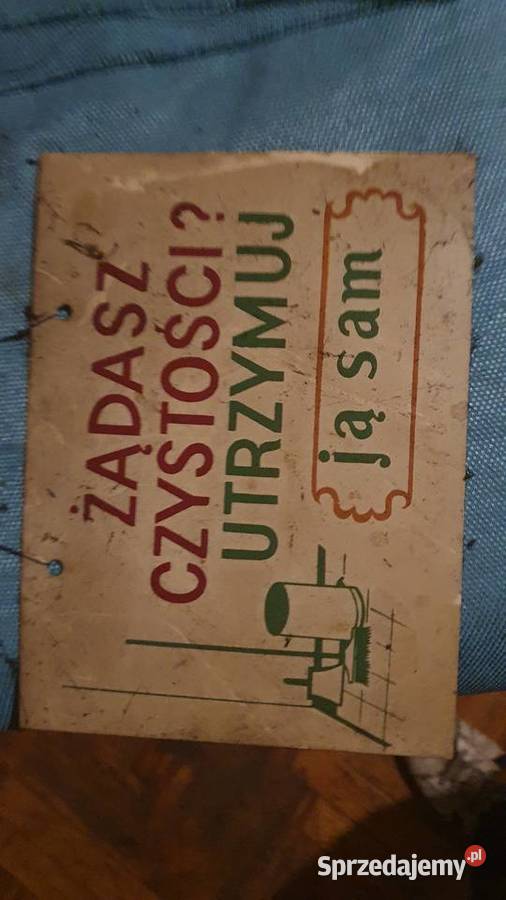 ŻĄDASZ
CZYSTOŚCI?
UTRZYMUJ
ją sam
Sprzedajemy.pl